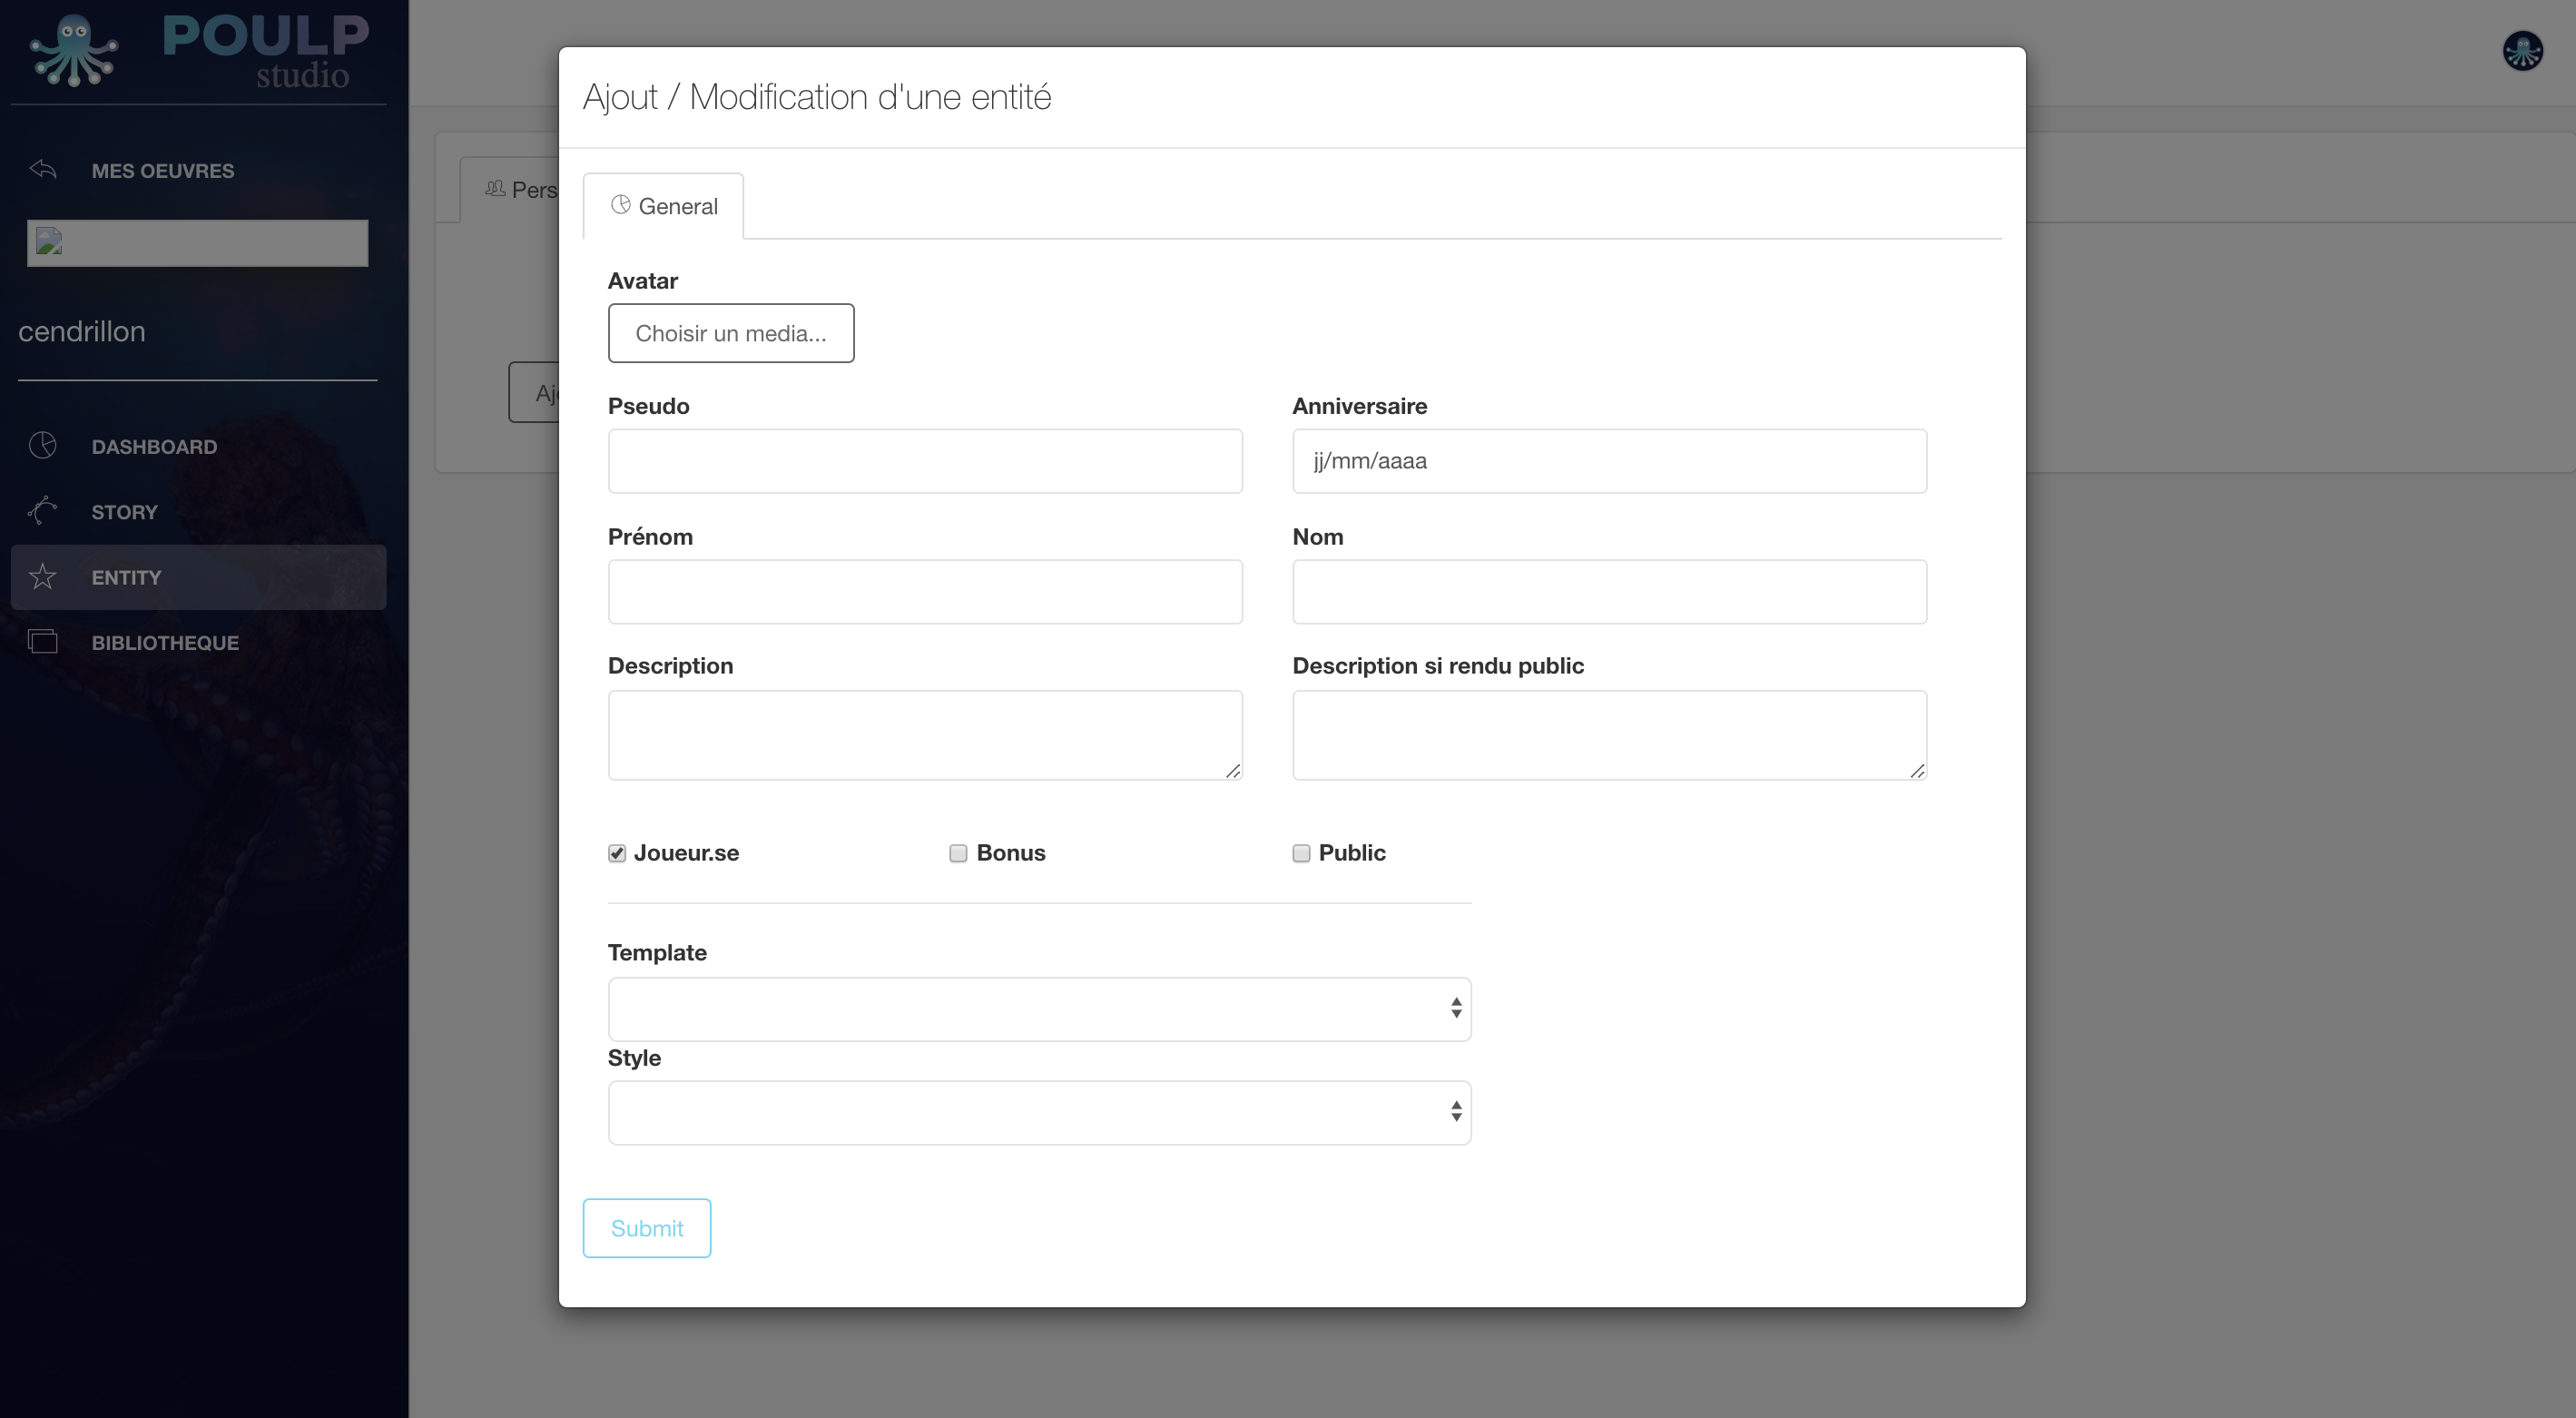 POULP
studio
MES OEUVRES
cendrillon
DASHBOARD
STORY
ENTITY
BIBLIOTHEQUE
Pers
Aj
Ajout / Modification d'une entité
General
Avatar
Choisir un media...
Pseudo
Anniversaire
jj/mm/aaaa
Prénom
Nom
Description
Description si rendu public
Joueur.se
Bonus
Public
Template
Style
Submit